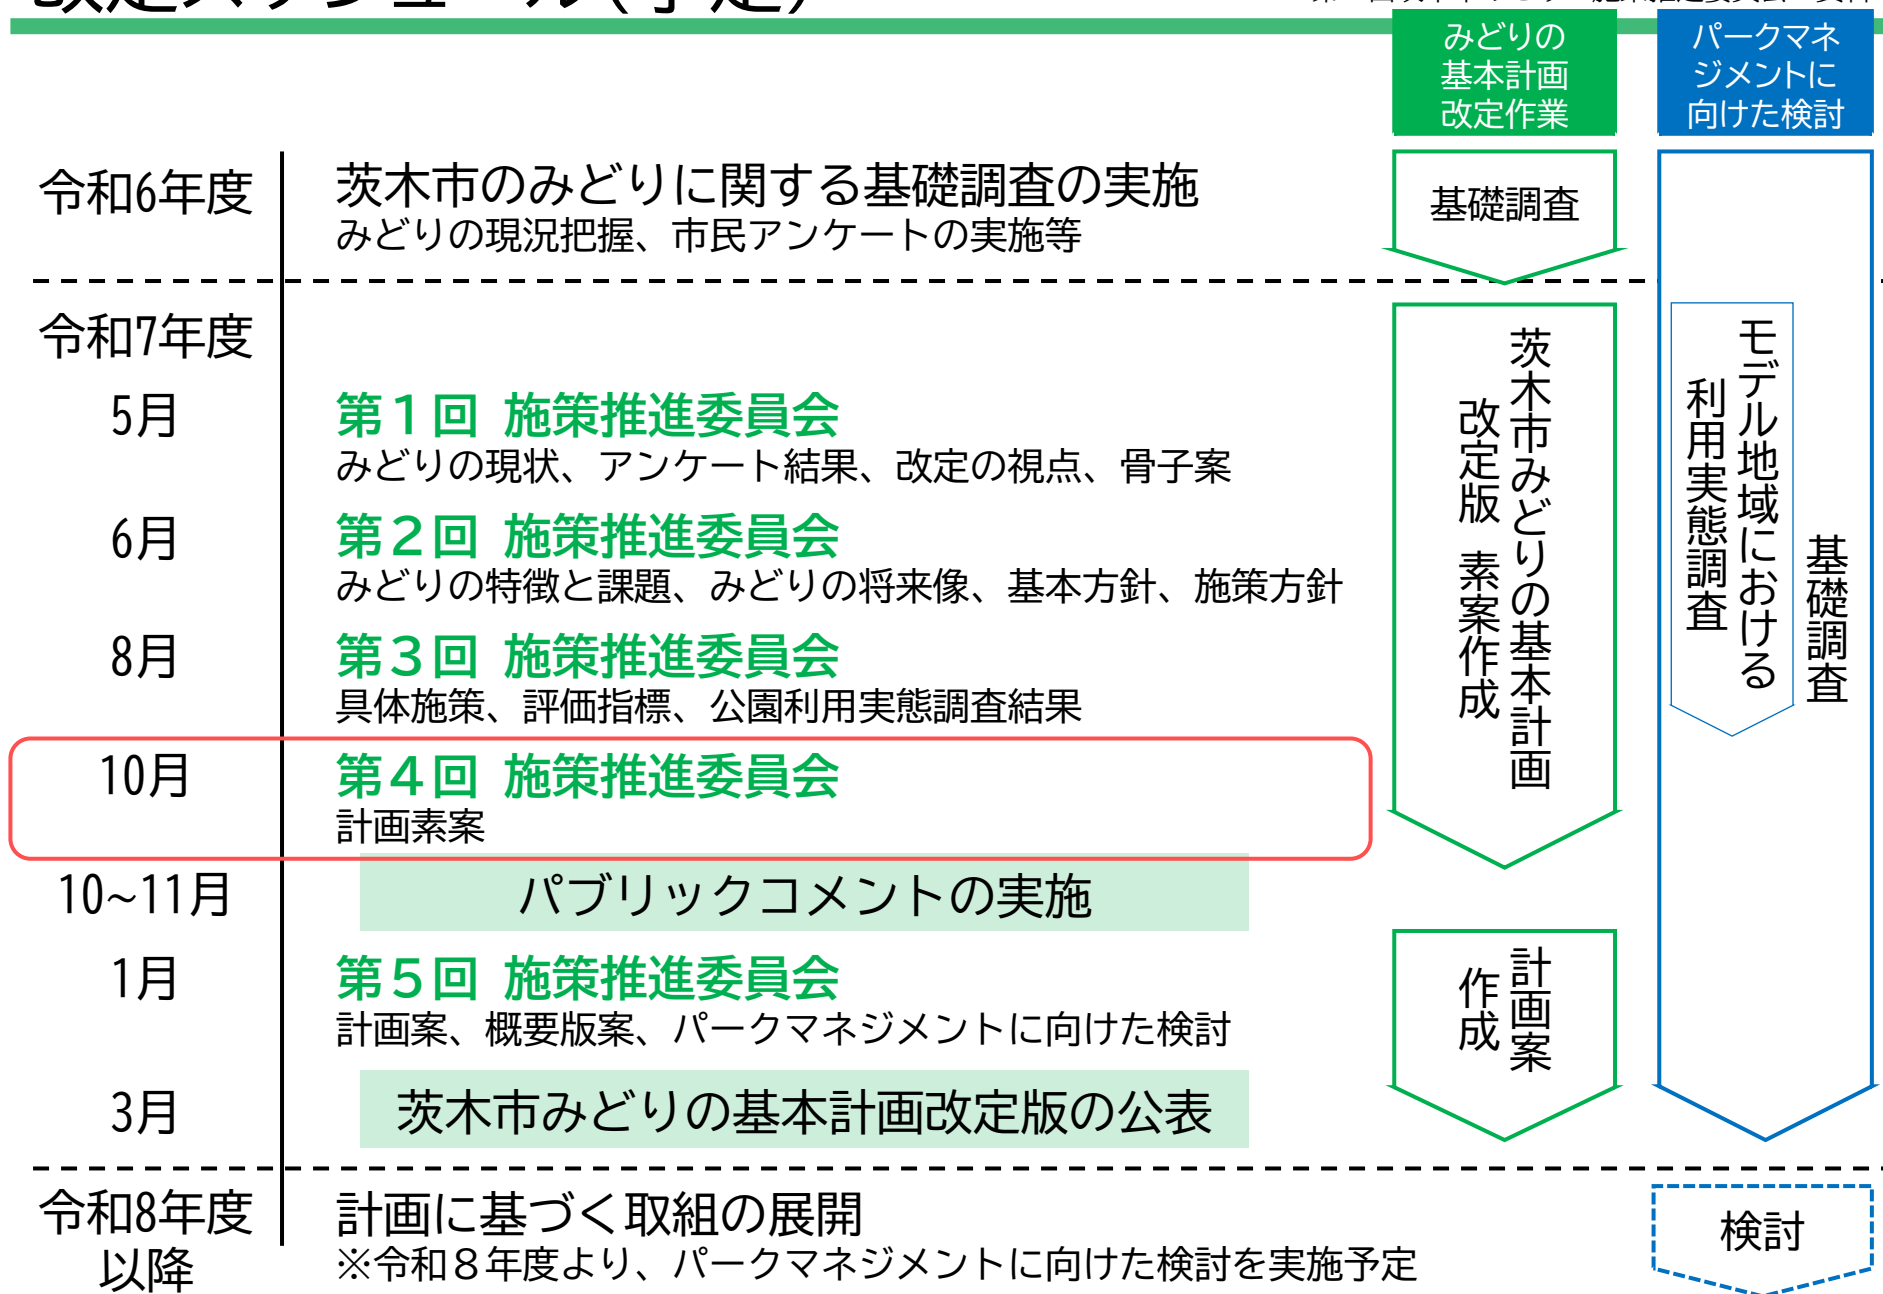 みどりの
基本計画
改定作業
パークマネ
ジメントに
向けた検討
令和6年度
茨木市のみどりに関する基礎調査の実施
みどりの現況把握、市民アンケートの実施等
基礎調査
令和7年度
5月
第1回 施策推進委員会
みどりの現状、アンケート結果、改定の視点、骨子案
6月
第2回 施策推進委員会
みどりの特徴と課題、みどりの将来像、基本方針、施策方針
8月
第3回 施策推進委員会
具体施策、評価指標、公園利用実態調査結果
10月
第4回 施策推進委員会
計画素案
10~11月
パブリックコメントの実施
1月
第5回 施策推進委員会
計画案、概要版案、パークマネジメントに向けた検討
3月
茨木市みどりの基本計画改定版の公表
茨木市みどりの基本計画
改定版 素案作成
計画案
作成
モデル地域における
利用実態調査
基礎調査
令和8年度
以降
計画に基づく取組の展開
※令和8年度より、パークマネジメントに向けた検討を実施予定
検討